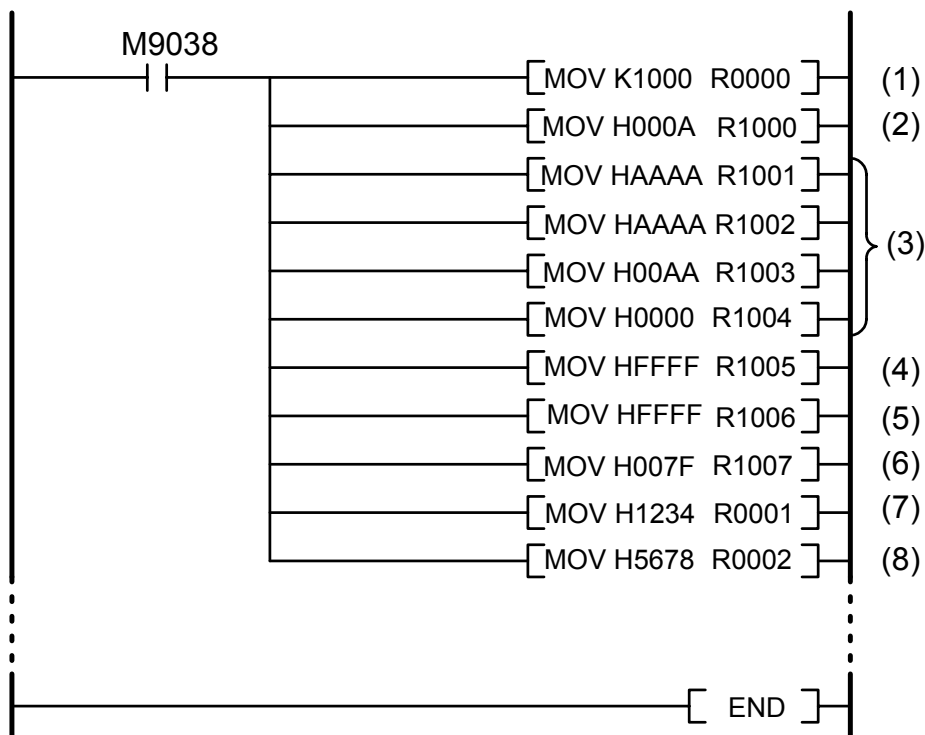 M9038
MOV K1000 R0000 (1)
MOV H000A R1000 (2)
MOV HAAAA R1001
MOV HAAAA R1002
(3)
MOV H00AA R1003
MOV H0000 R1004
MOV HFFFF R1005 (4)
MOV HFFFF R1006 (5)
MOV H007F R1007 (6)
MOV H1234 R0001 (7)
MOV H5678 R0002 (8)
END